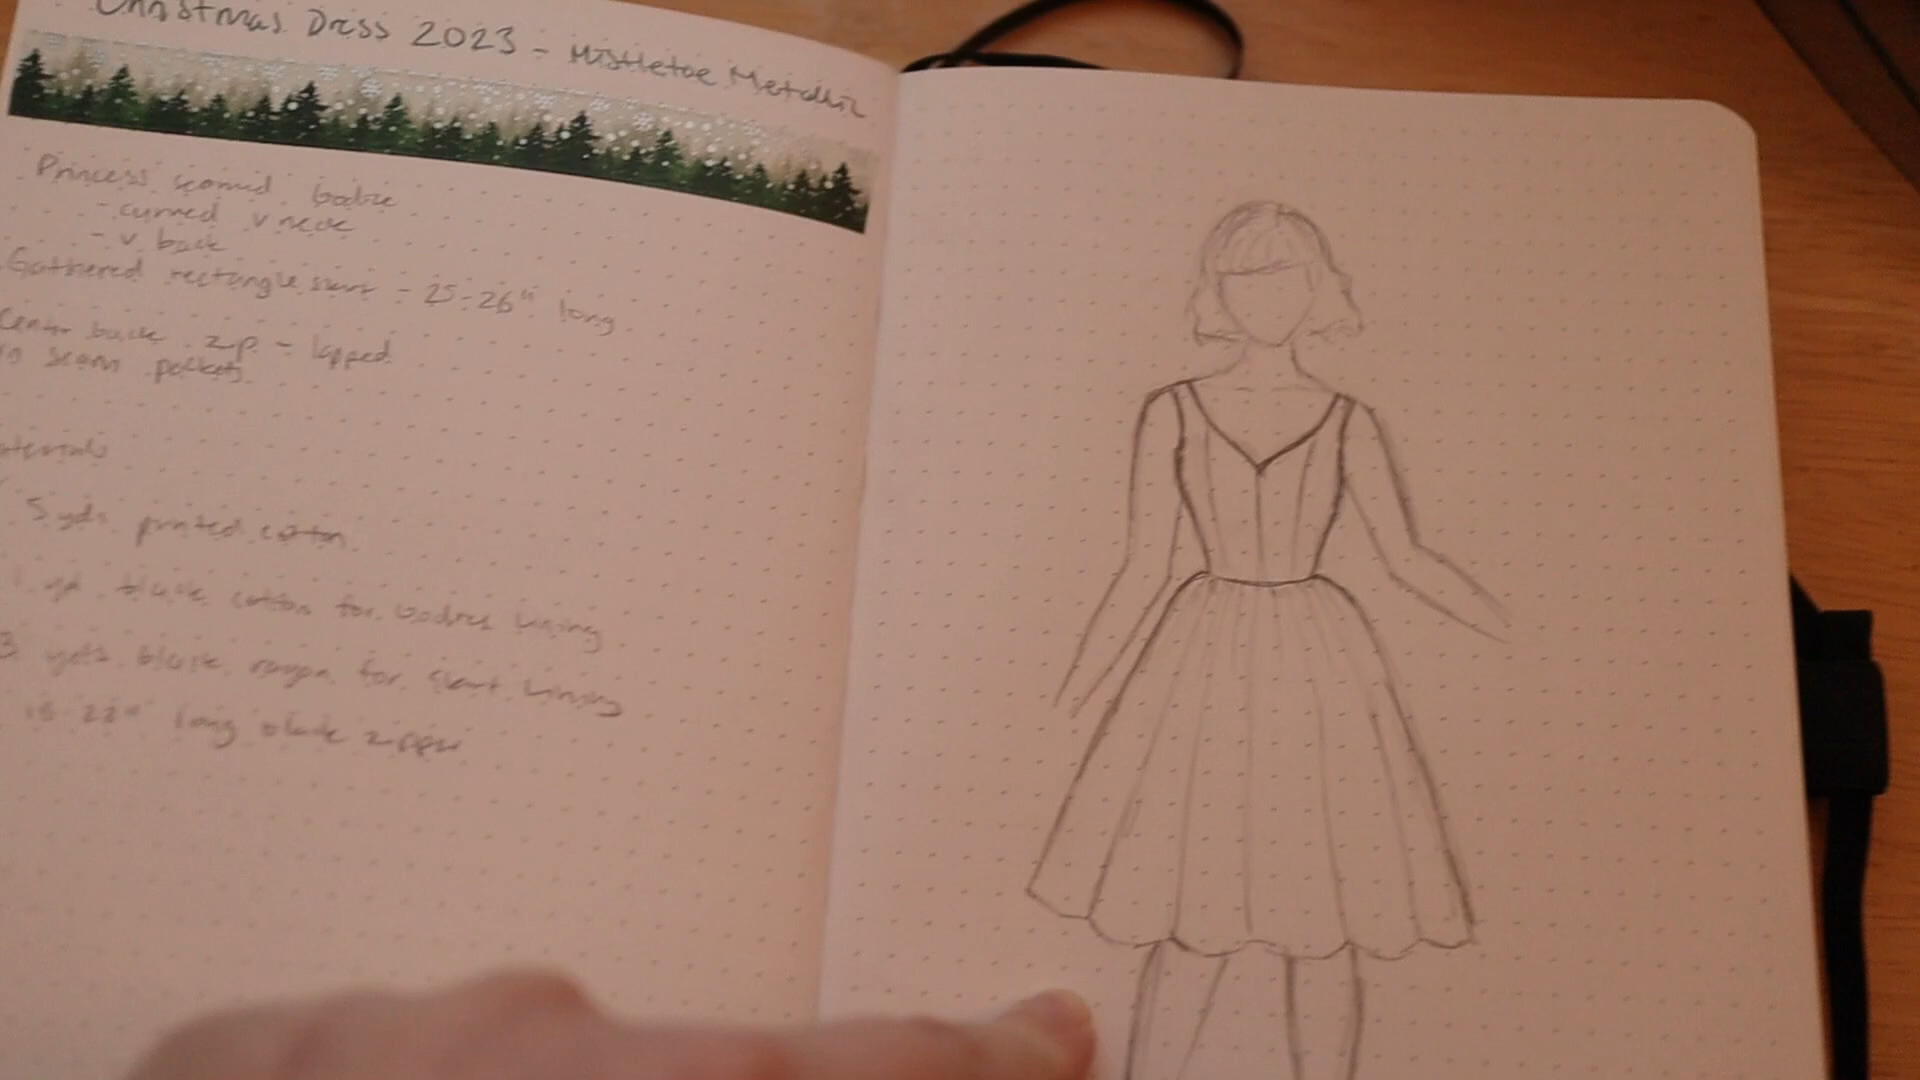 Christmas Dress 2023 - Mistletoe Metallic
Princess seamed bodice
- curved v neck
- v back
Gathered rectangle skirt - 25-26" long
Center back zip - lapped
in seam pockets
aterials
5 yds printed cotton
1 yd black cotton for bodice lining
3 yds black rayon for skirt lining
22" long black zipper